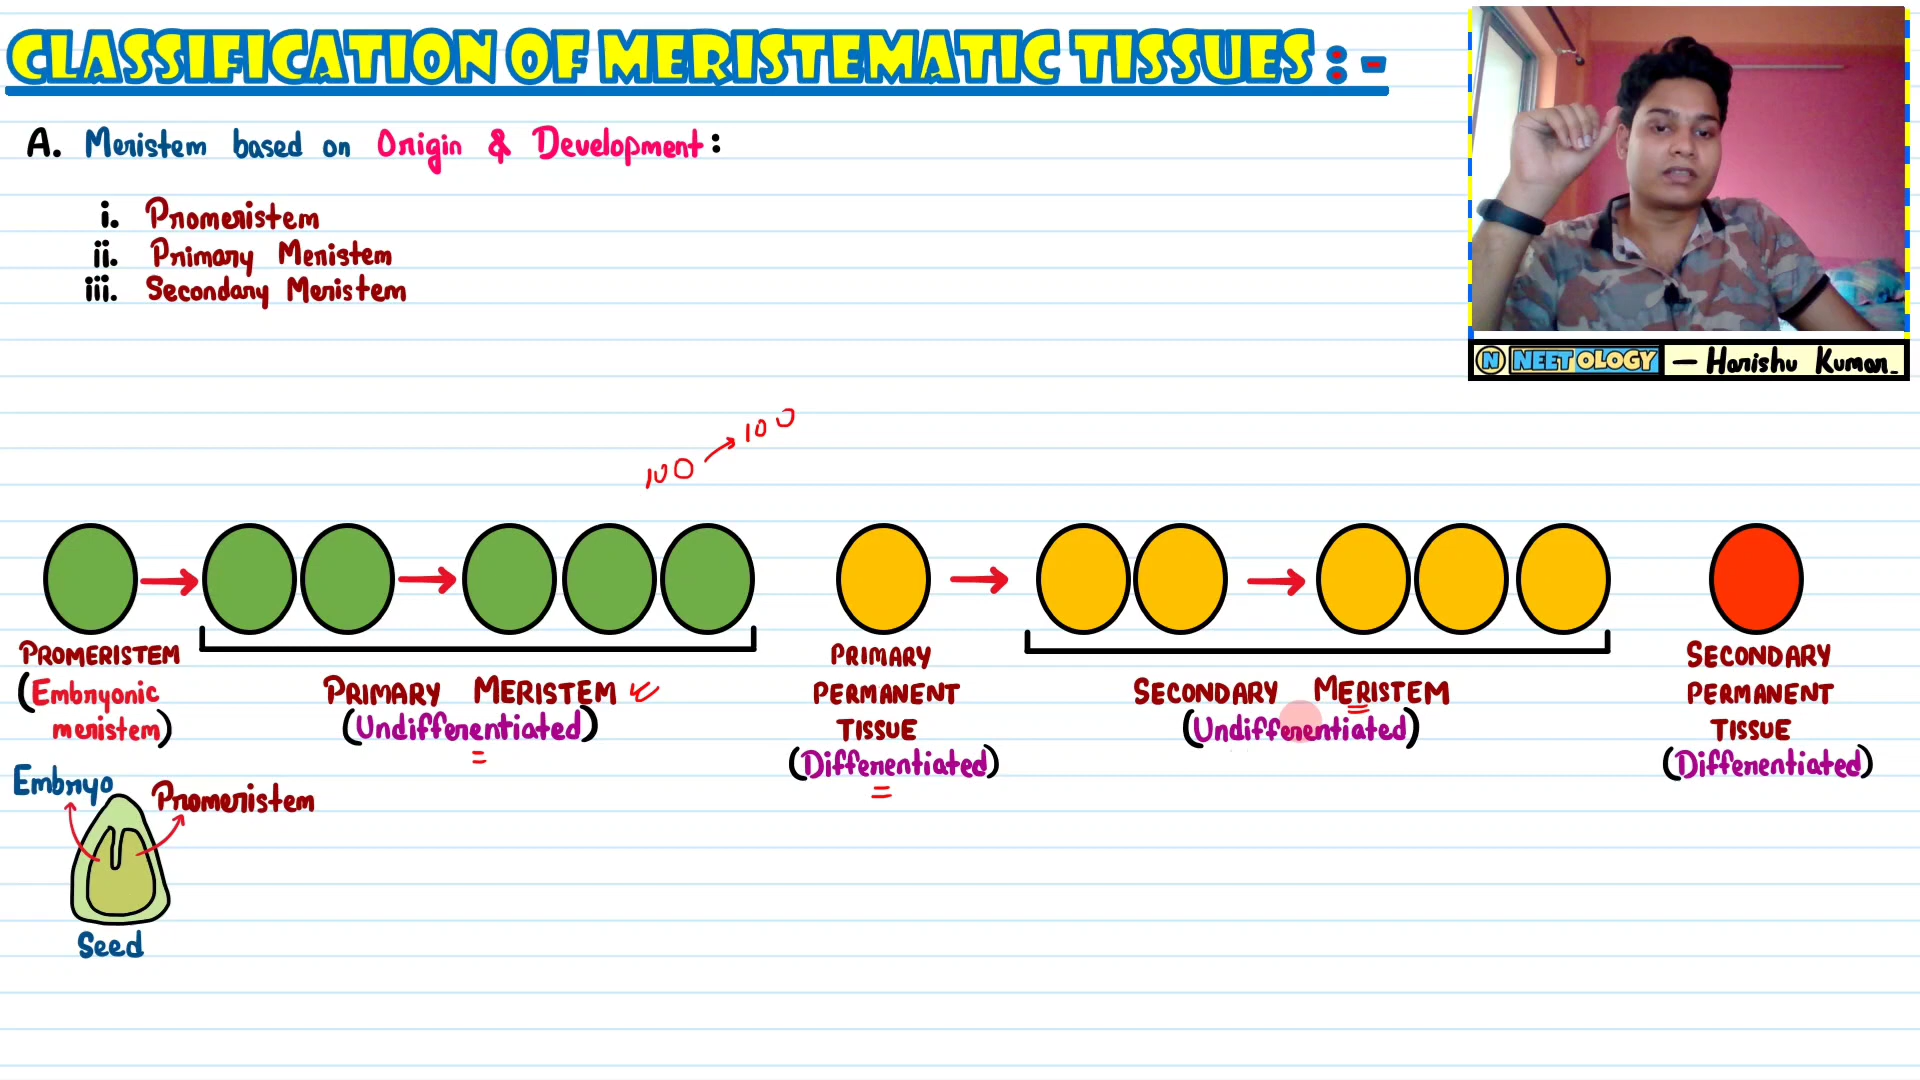 CLASSIFICATION OF MERISTEMATIC TISSUES : -
A. Meristem based on Origin & Development :
i. Promeristem
ii. Primary Meristem
iii. Secondary Meristem
N NEETOLOGY — Harishu Kumar
100 → 100
PROMERISTEM
(Embryonic
meristem)
PRIMARY MERISTEM
(Undifferentiated)
PRIMARY
PERMANENT
TISSUE
(Differentiated)
SECONDARY MERISTEM
(Undifferentiated)
SECONDARY
PERMANENT
TISSUE
(Differentiated)
Embryo
Promeristem
Seed